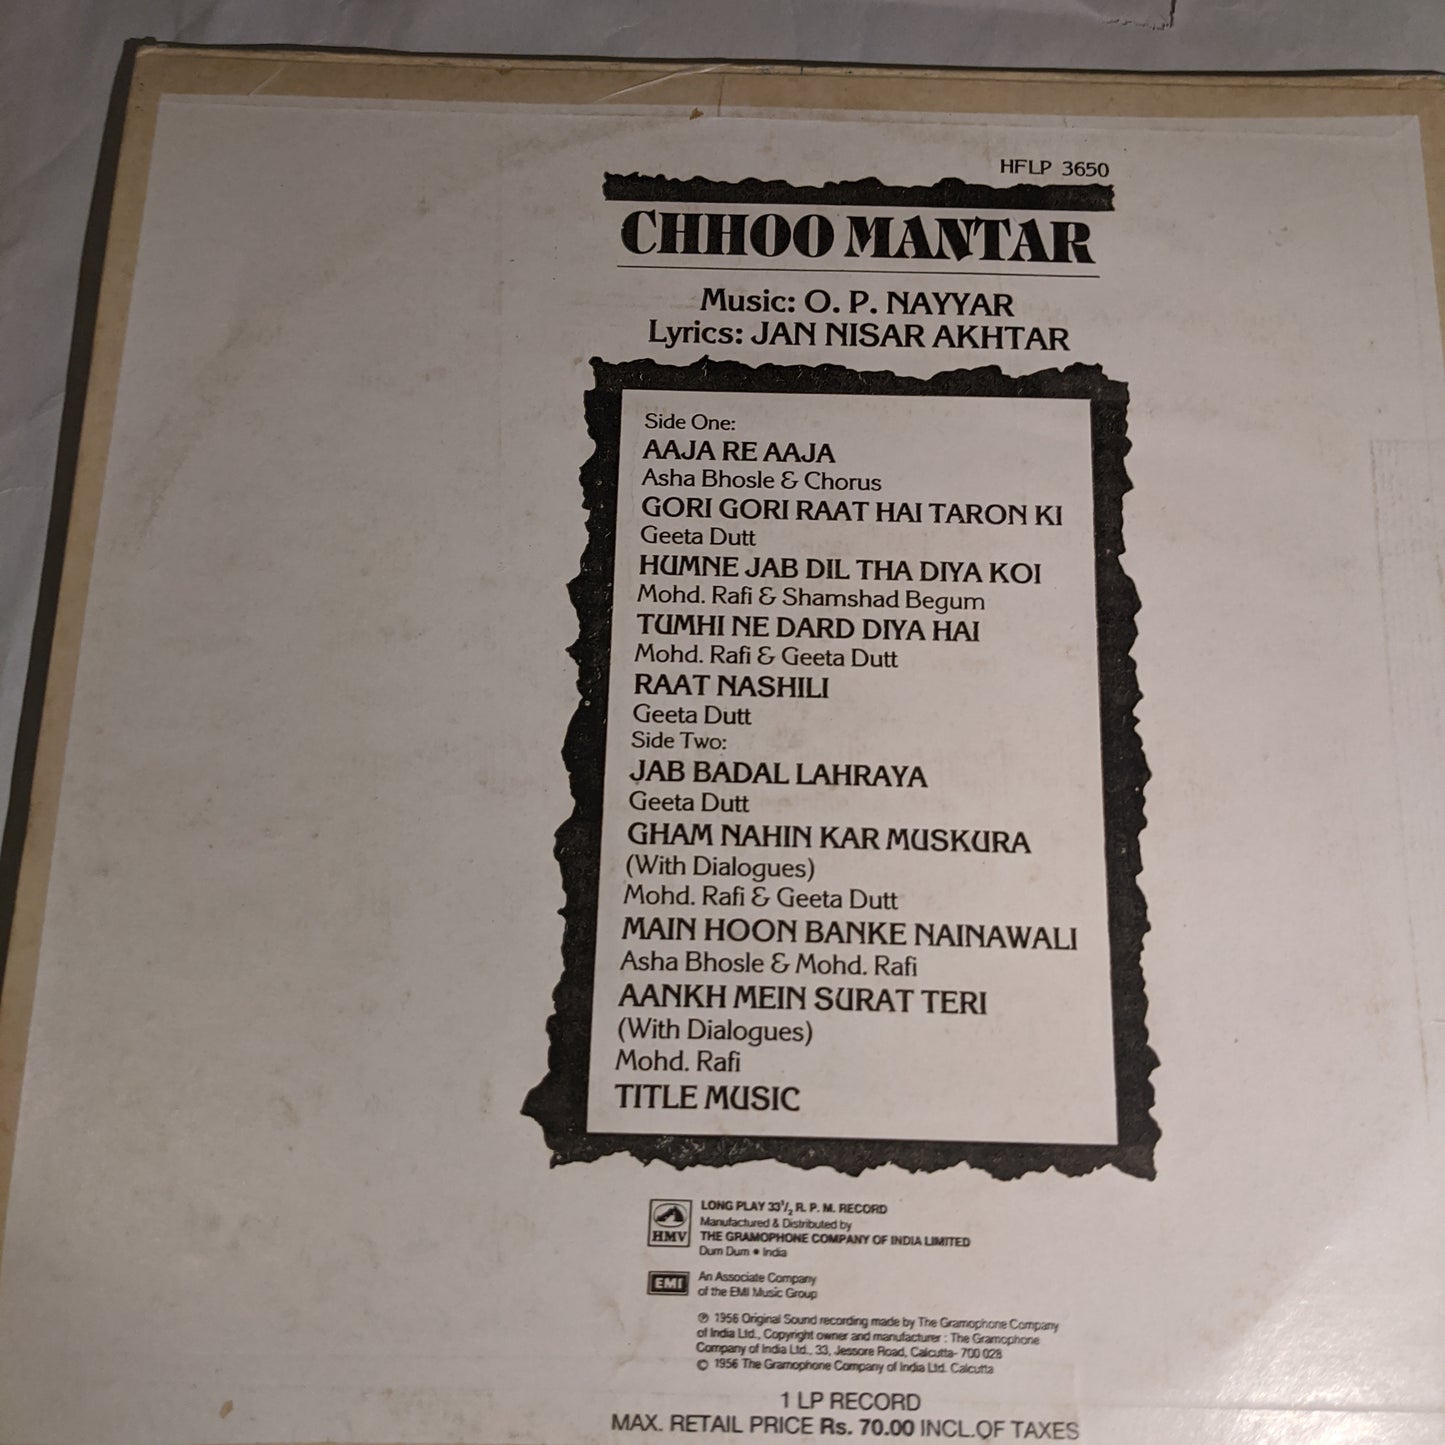 HFLP 3650
CHHOO MANTAR
Music: O. P. NAYYAR
Lyrics: JAN NISAR AKHTAR
Side One:
AAJA RE AAJA
Asha Bhosle & Chorus
GORI GORI RAAT HAI TARON KI
Geeta Dutt
HUMNE JAB DIL THA DIYA KOI
Mohd. Rafi & Shamshad Begum
TUMHI NE DARD DIYA HAI
Mohd. Rafi & Geeta Dutt
RAAT NASHILI
Geeta Dutt
Side Two:
JAB BADAL LAHRAYA
Geeta Dutt
GHAM NAHIN KAR MUSKURA
(With Dialogues)
Mohd. Rafi & Geeta Dutt
MAIN HOON BANKE NAINAWALI
Asha Bhosle & Mohd. Rafi
AANKH MEIN SURAT TERI
(With Dialogues)
Mohd. Rafi
TITLE MUSIC
HMV
LONG PLAY 33 1/2 R. P. M. RECORD
Manufactured & Distributed by
THE GRAMOPHONE COMPANY OF INDIA LIMITED
Dum Dum • India
EMI
An Associate Company
of the EMI Music Group
℗ 1956 Original Sound recording made by The Gramophone Company
of India Ltd., Copyright owner and manufacturer : The Gramophone
Company of India Ltd., 33, Jessore Road, Calcutta- 700 028
© 1956 The Gramophone Company of India Ltd. Calcutta
1 LP RECORD
MAX. RETAIL PRICE Rs. 70.00 INCL.OF TAXES